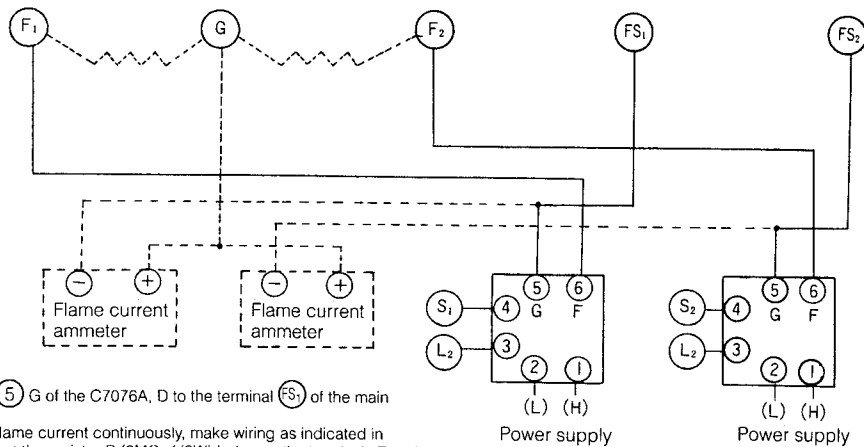 F₁ G F₂ FS₁ FS₂
− + − +
Flame current Flame current
ammeter ammeter
5 6 5 6
S₁ 4 G F S₂ 4 G F
L₂ 3 L₂ 3
2 1 2 1
(L) (H) (L) (H)
Power supply Power supply
5 G of the C7076A, D to the terminal FS₁ of the main
lame current continuously, make wiring as indicated in